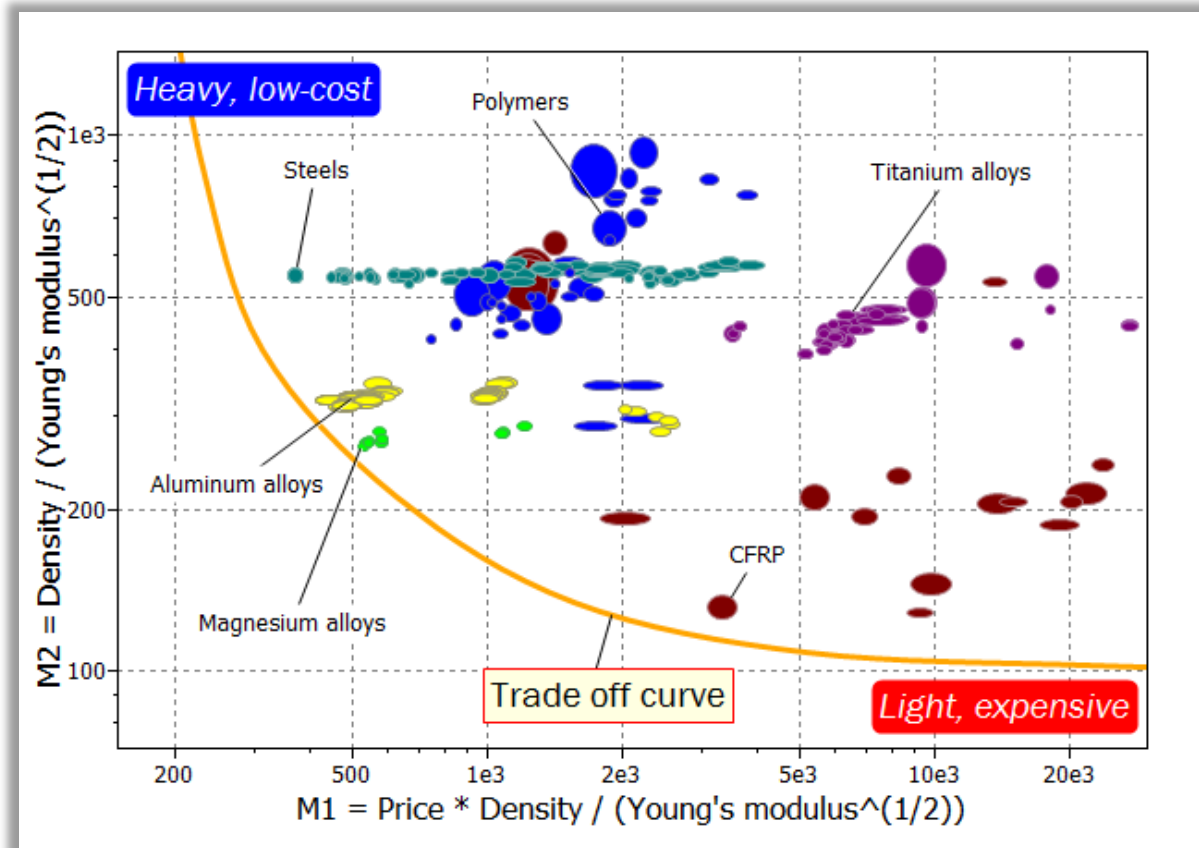 Heavy, low-cost
Polymers
Steels
Titanium alloys
Aluminum alloys
CFRP
Magnesium alloys
Trade off curve
Light, expensive
M2 = Density / (Young's modulus^(1/2))
1e3
500
200
100
200 500 1e3 2e3 5e3 10e3 20e3
M1 = Price * Density / (Young's modulus^(1/2))